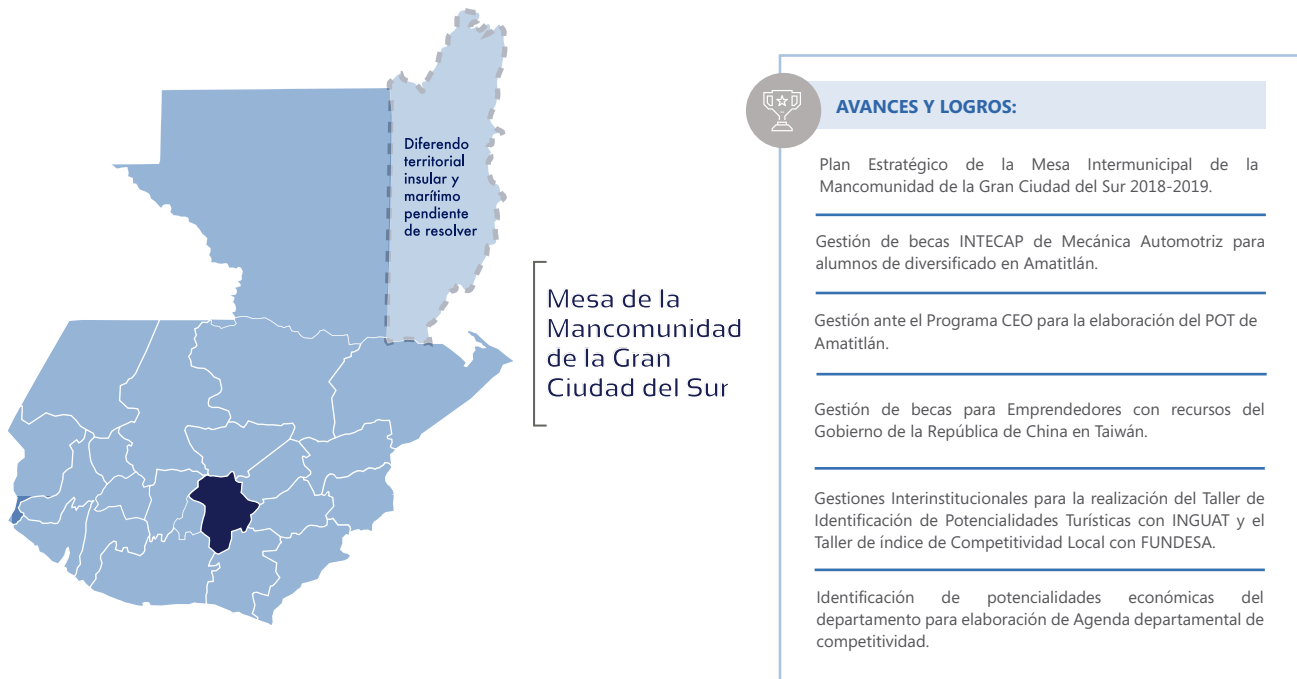 Diferendo
territorial
insular y
marítimo
pendiente
de resolver
Mesa de la
Mancomunidad
de la Gran
Ciudad del Sur
AVANCES Y LOGROS:
Plan Estratégico de la Mesa Intermunicipal de la
Mancomunidad de la Gran Ciudad del Sur 2018-2019.
Gestión de becas INTECAP de Mecánica Automotriz para
alumnos de diversificado en Amatitlán.
Gestión ante el Programa CEO para la elaboración del POT de
Amatitlán.
Gestión de becas para Emprendedores con recursos del
Gobierno de la República de China en Taiwán.
Gestiones Interinstitucionales para la realización del Taller de
Identificación de Potencialidades Turísticas con INGUAT y el
Taller de índice de Competitividad Local con FUNDESA.
Identificación de potencialidades económicas del
departamento para elaboración de Agenda departamental de
competitividad.